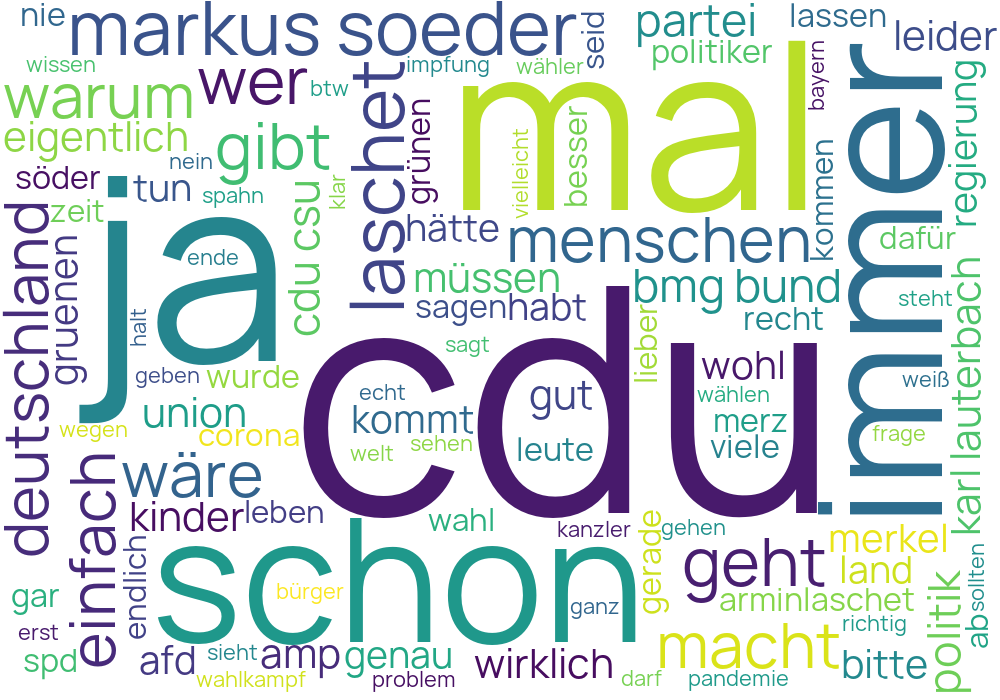 nie
markus soeder
seid
partei
lassen
leider
wissen
wer
impfung
wähler
politiker
bayern
warum
btw
laschet
mal
immer
regierung
eigentlich
gibt
grünen
vielleicht
besser
kommen
nein
söder
tun
spahn
klar
zeit
cdu csu
hätte
menschen
dafür
deutschland
gruenen
ja
ende
müssen
bmg bund
karl lauterbach
sagen
habt
recht
steht
halt
sagt
lieber
wohl
geben
wurde
echt
gut
wählen
weiß
union
kommt
merz
wegen
corona
welt
sehen
leute
viele
frage
cdu
einfach
wäre
kinder
leben
wahl
kanzler
gerade
gehen
merkel
endlich
schon
geht
land
absollten
politik
gar
bürger
ganz
arminlaschet
erst
richtig
spd
afd
sieht
amp
genau
wirklich
macht
bitte
wahlkampf
problem
darf
pandemie